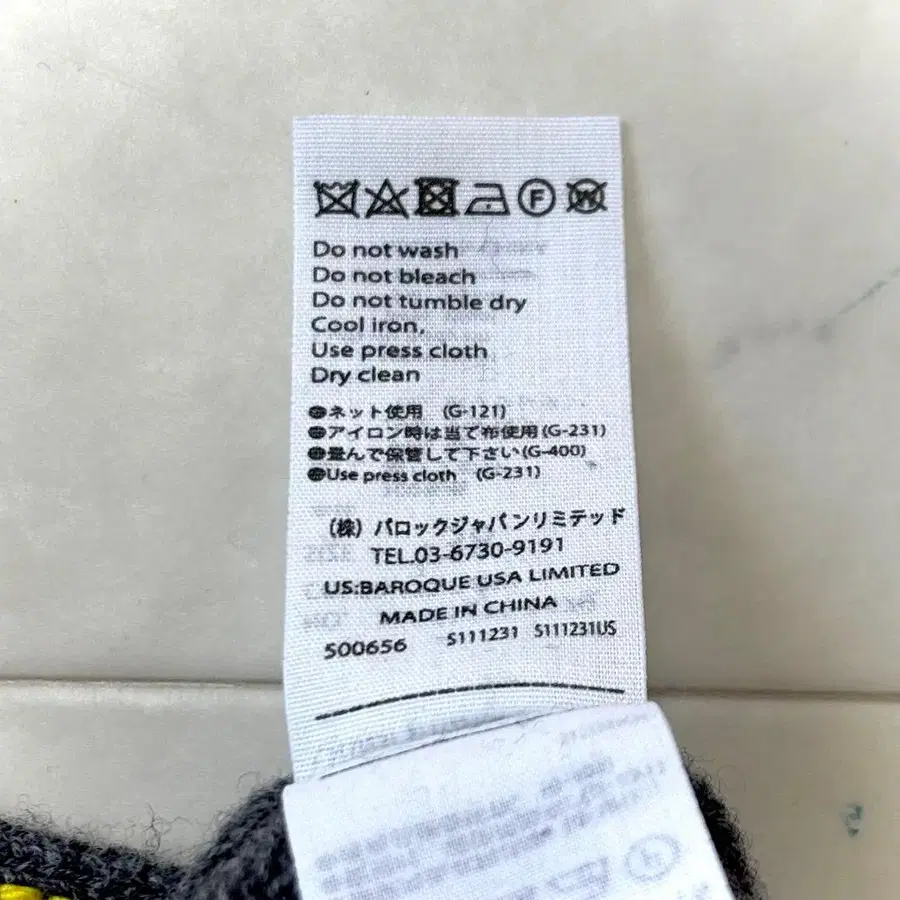 F W
Do not wash
Do not bleach
Do not tumble dry
Cool iron,
Use press cloth
Dry clean
●ネット使用 (G-121)
●アイロン時は当て布使用(G-231)
●畳んで保管して下さい(G-400)
●Use press cloth (G-231)
(株) バロックジャパンリミテッド
TEL.03-6730-9191
US:BAROQUE USA LIMITED
MADE IN CHINA
500656 S111231 S111231US